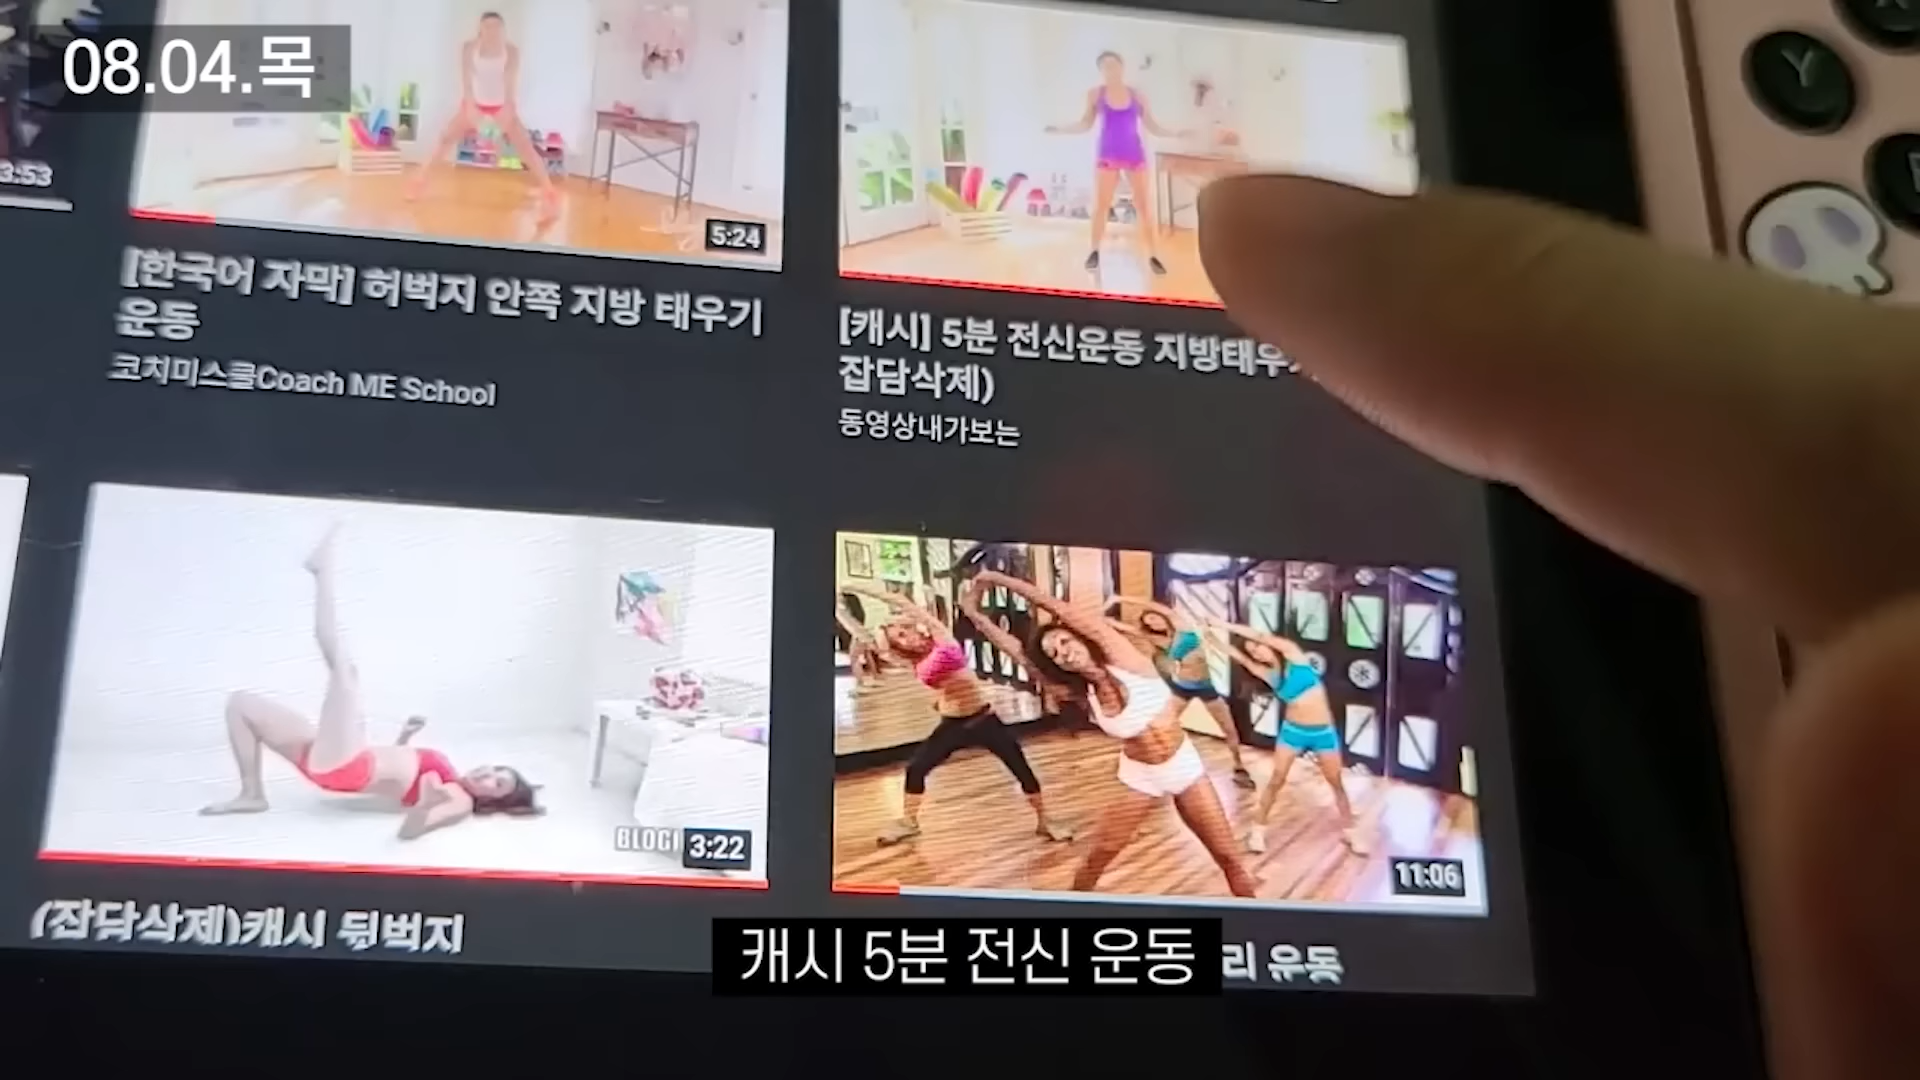 08.04.목
3:53
5:24
[한국어 자막] 허벅지 안쪽 지방 태우기
운동
코치미스쿨Coach ME School
[캐시] 5분 전신운동 지방태우
잡담삭제)
동영상내가보는
Y
BLOGI
3:22
11:06
(잡담삭제)캐시 뒷벅지
리 운동
캐시 5분 전신 운동